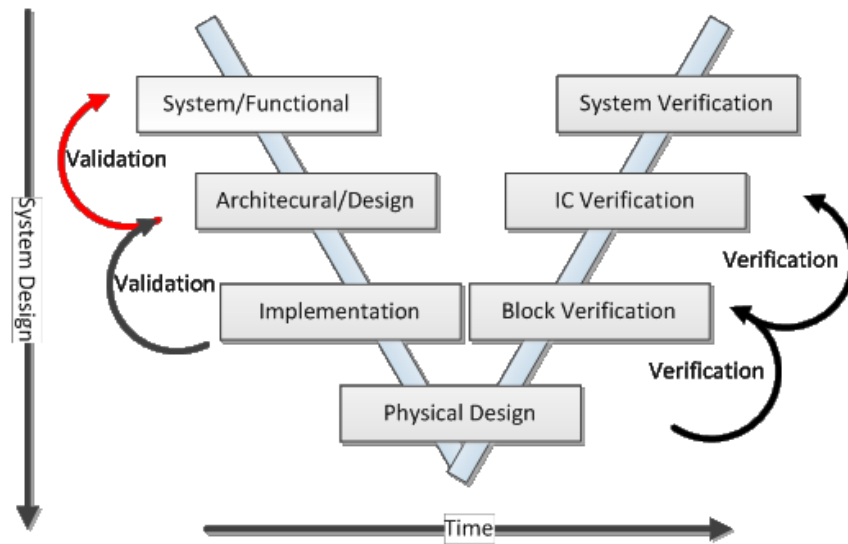 System/Functional
System Verification
Validation
Architecural/Design
IC Verification
System Design
Validation
Verification
Implementation
Block Verification
Verification
Physical Design
Time